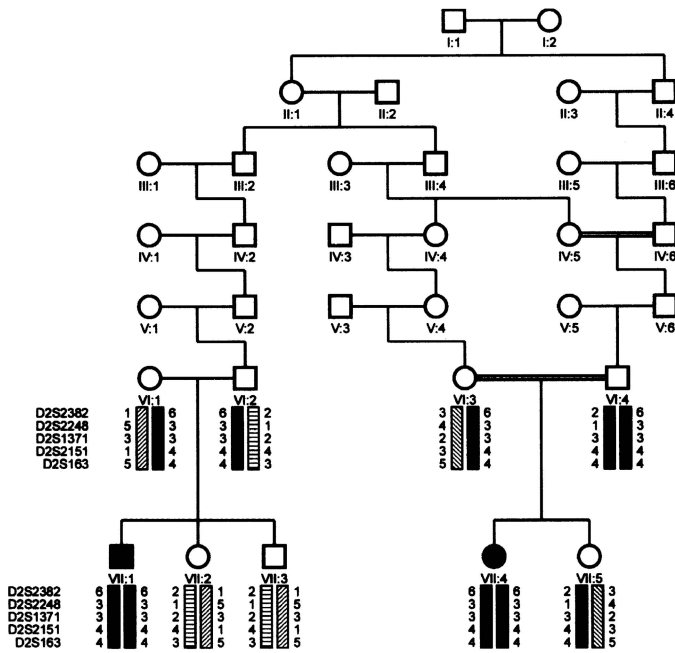 I:1 I:2
II:1 II:2 II:3 II:4
III:1 III:2 III:3 III:4 III:5 III:6
IV:1 IV:2 IV:3 IV:4 IV:5 IV:6
V:1 V:2 V:3 V:4 V:5 V:6
VI:1 VI:2 VI:3 VI:4
D2S2382 1 6 6 2 3 6 2 6
D2S2248 5 3 3 1 4 3 1 3
D2S1371 3 3 3 2 2 3 3 3
D2S2151 1 4 4 4 3 4 4 4
D2S163 5 4 4 3 5 4 4 4
VII:1 VII:2 VII:3 VII:4 VII:5
D2S2382 6 6 2 1 2 1 6 6 2 3
D2S2248 3 3 1 5 1 5 3 3 1 4
D2S1371 3 3 2 3 2 3 3 3 3 2
D2S2151 4 4 4 1 4 1 4 4 4 3
D2S163 4 4 3 5 3 5 4 4 4 5